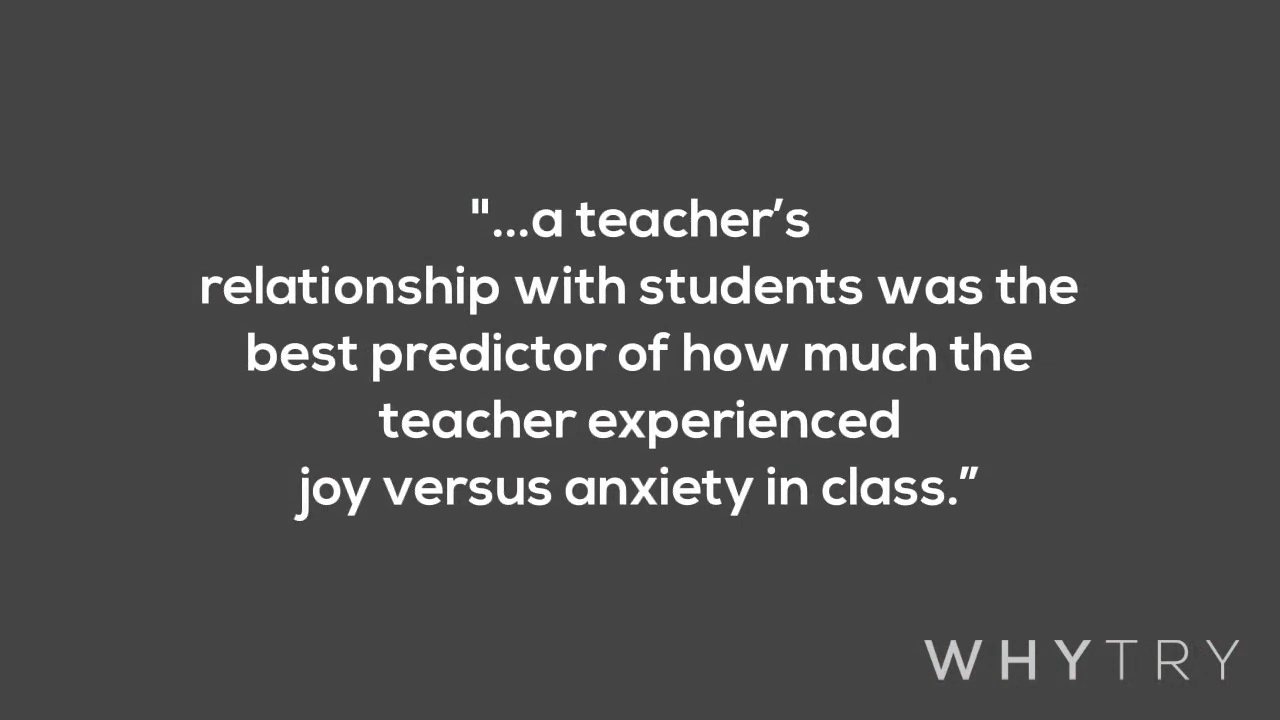 "...a teacher’s
relationship with students was the
best predictor of how much the
teacher experienced
joy versus anxiety in class.”
WHYTRY